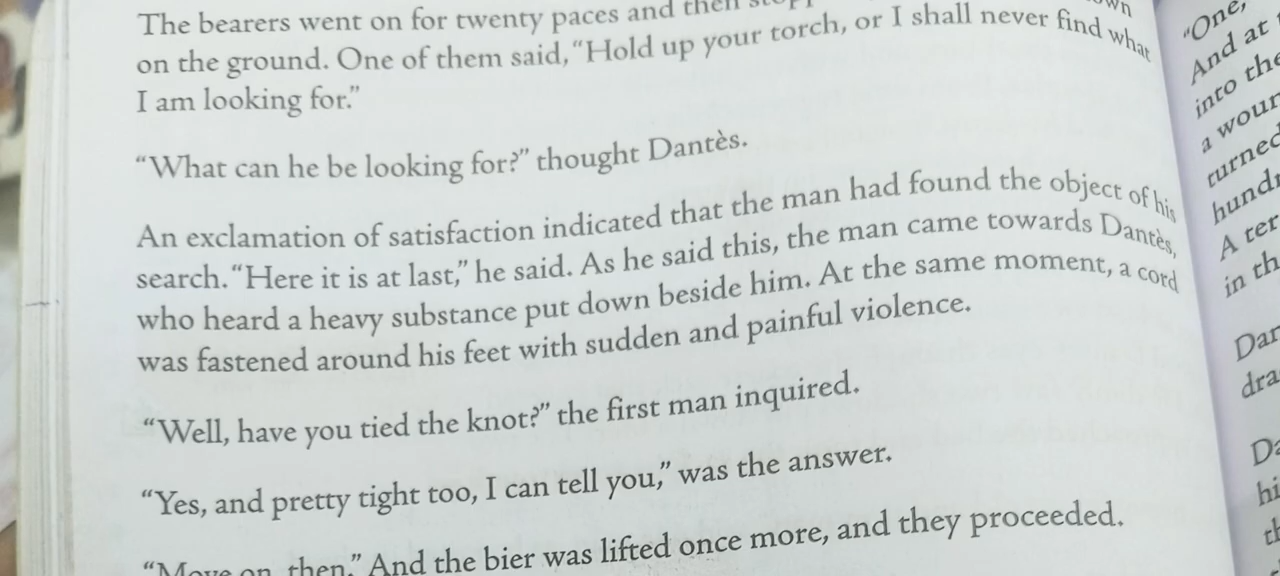 The bearers went on for twenty paces and then
on the ground. One of them said, “Hold up your torch, or I shall never find what
I am looking for.”
“What can he be looking for?” thought Dantès.
An exclamation of satisfaction indicated that the man had found the object of his
search. “Here it is at last,” he said. As he said this, the man came towards Dantès,
who heard a heavy substance put down beside him. At the same moment, a cord
was fastened around his feet with sudden and painful violence.
“Well, have you tied the knot?” the first man inquired.
“Yes, and pretty tight too, I can tell you,” was the answer.
“Move on, then.” And the bier was lifted once more, and they proceeded.
“One,
And at
into the
a
turned
A
in